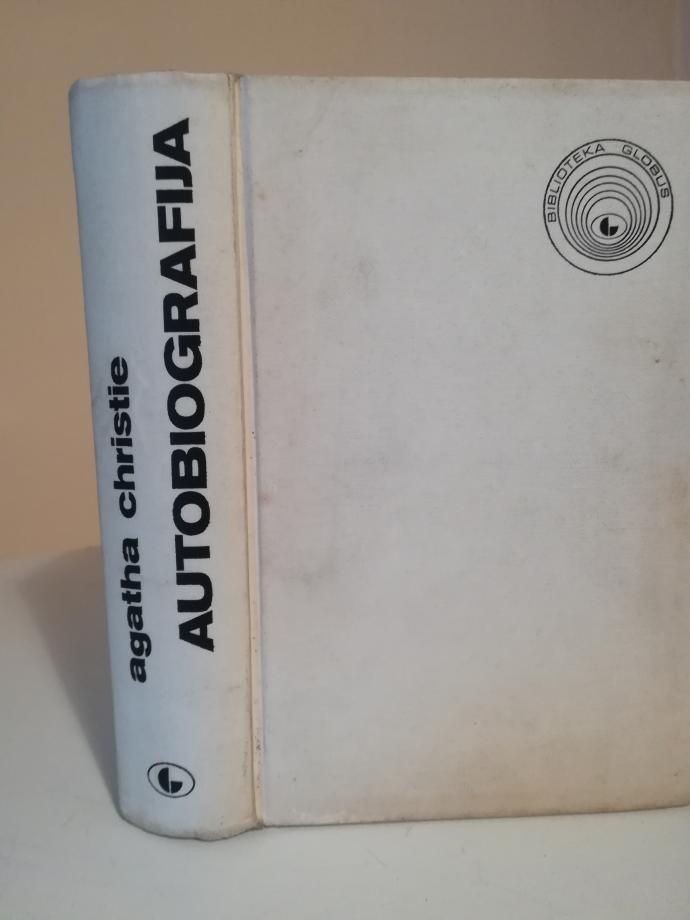 agatha christie
AUTOBIOGRAFIJA
BIBLIOTEKA GLOBUS